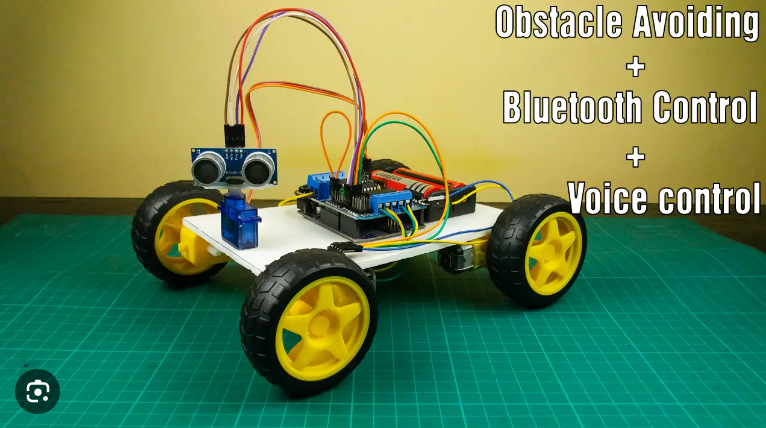 Obstacle Avoiding
+
Bluetooth Control
+
Voice control